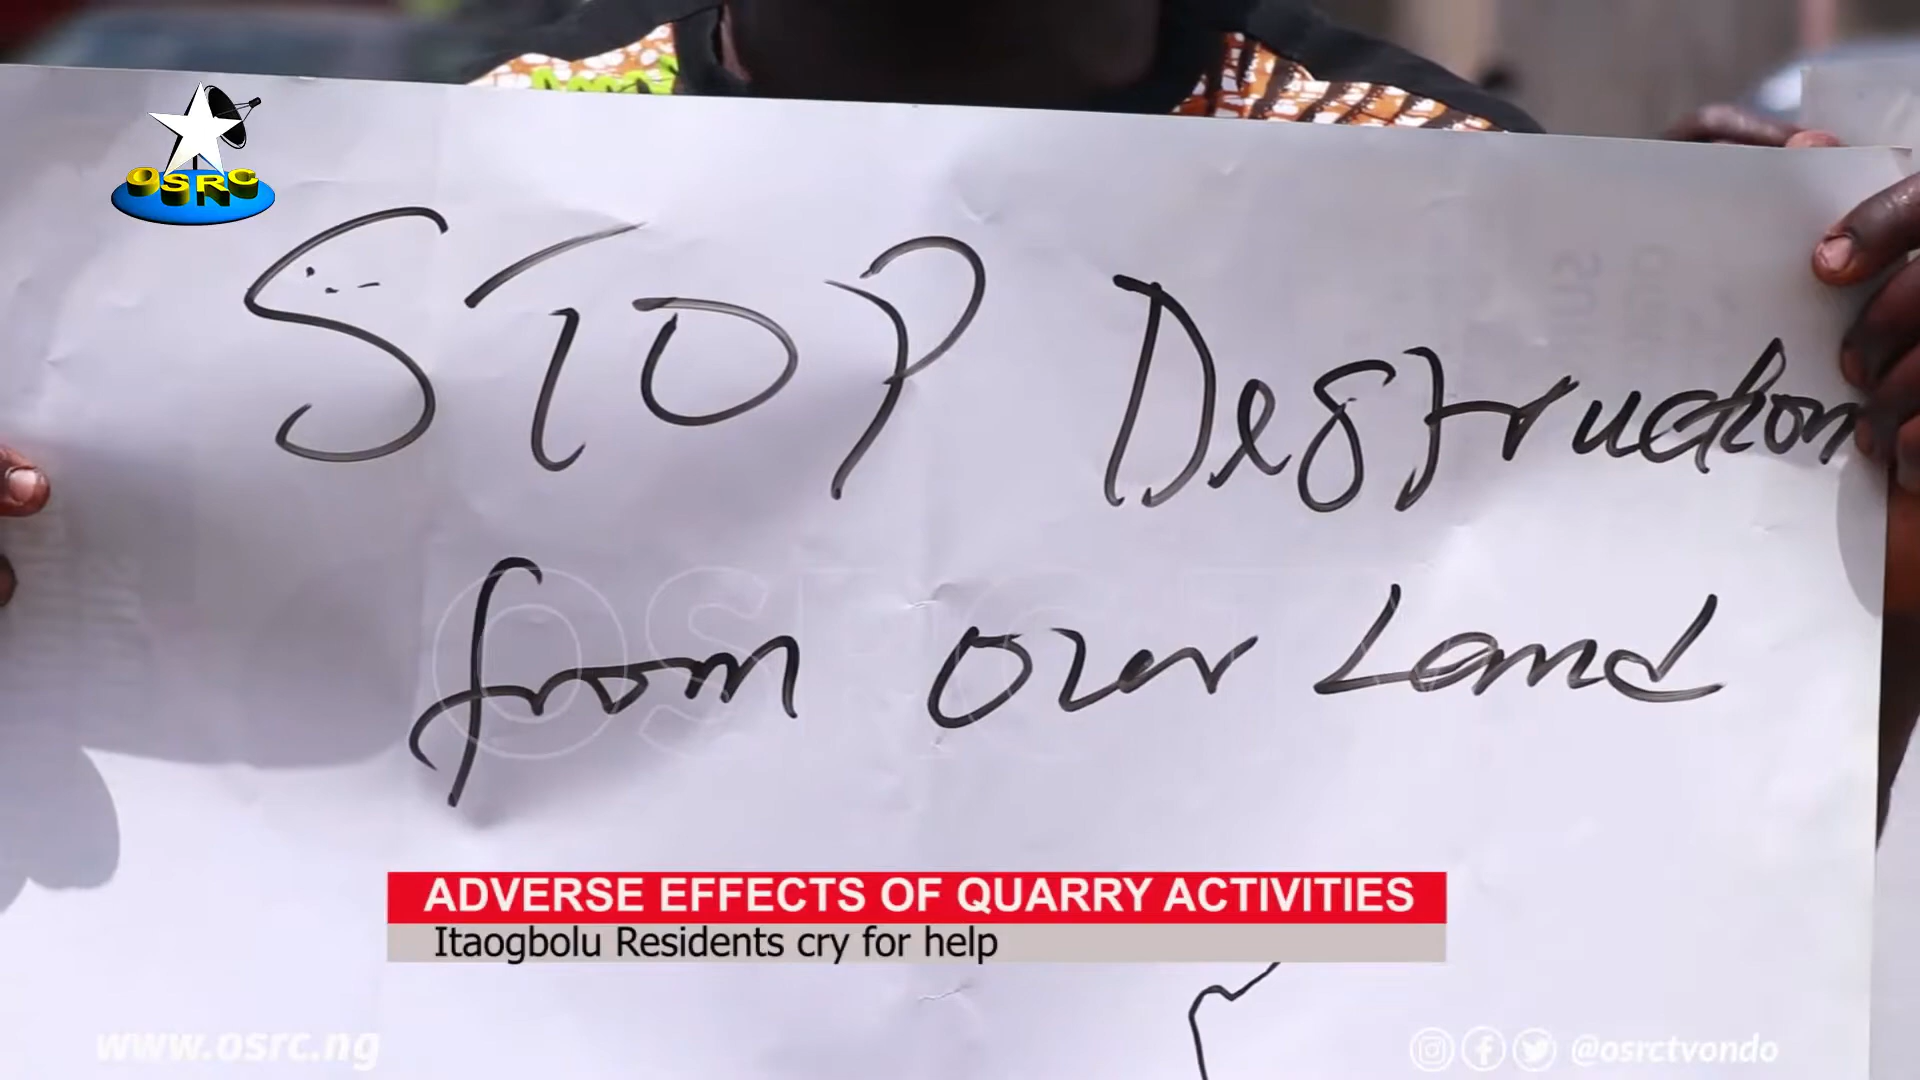 OSRC
STOP Destruction
from Our Land
ADVERSE EFFECTS OF QUARRY ACTIVITIES
Itaogbolu Residents cry for help
www.osrc.ng
@osrctvondo